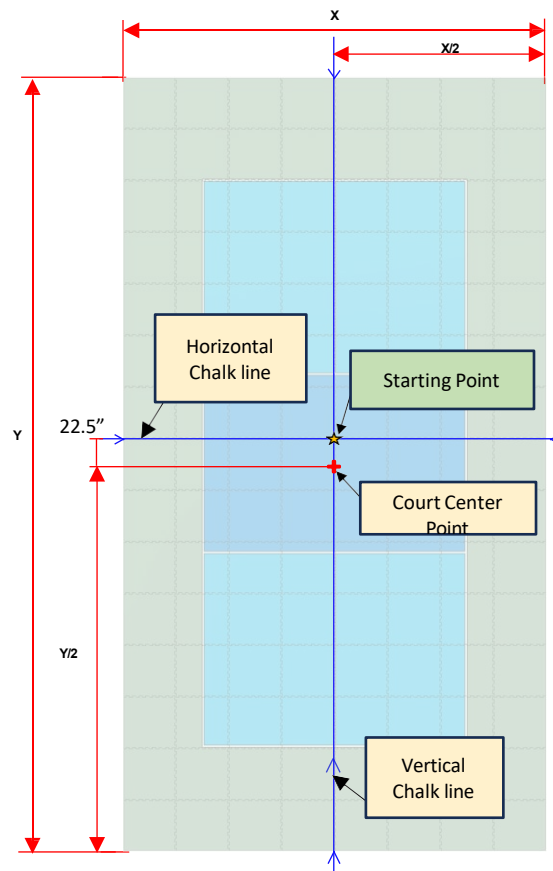 X
X/2
Horizontal
Chalk line
Starting Point
22.5”
Y
Court Center
Point
Y/2
Vertical
Chalk line